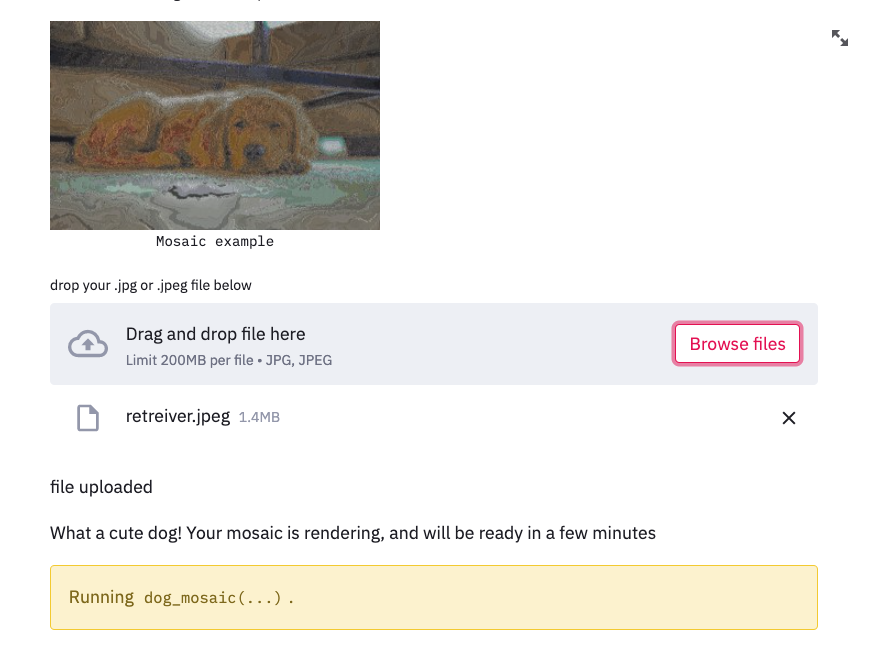 Mosaic example
drop your .jpg or .jpeg file below
Drag and drop file here
Limit 200MB per file • JPG, JPEG
Browse files
retreiver.jpeg 1.4MB
file uploaded
What a cute dog! Your mosaic is rendering, and will be ready in a few minutes
Running dog_mosaic(...).